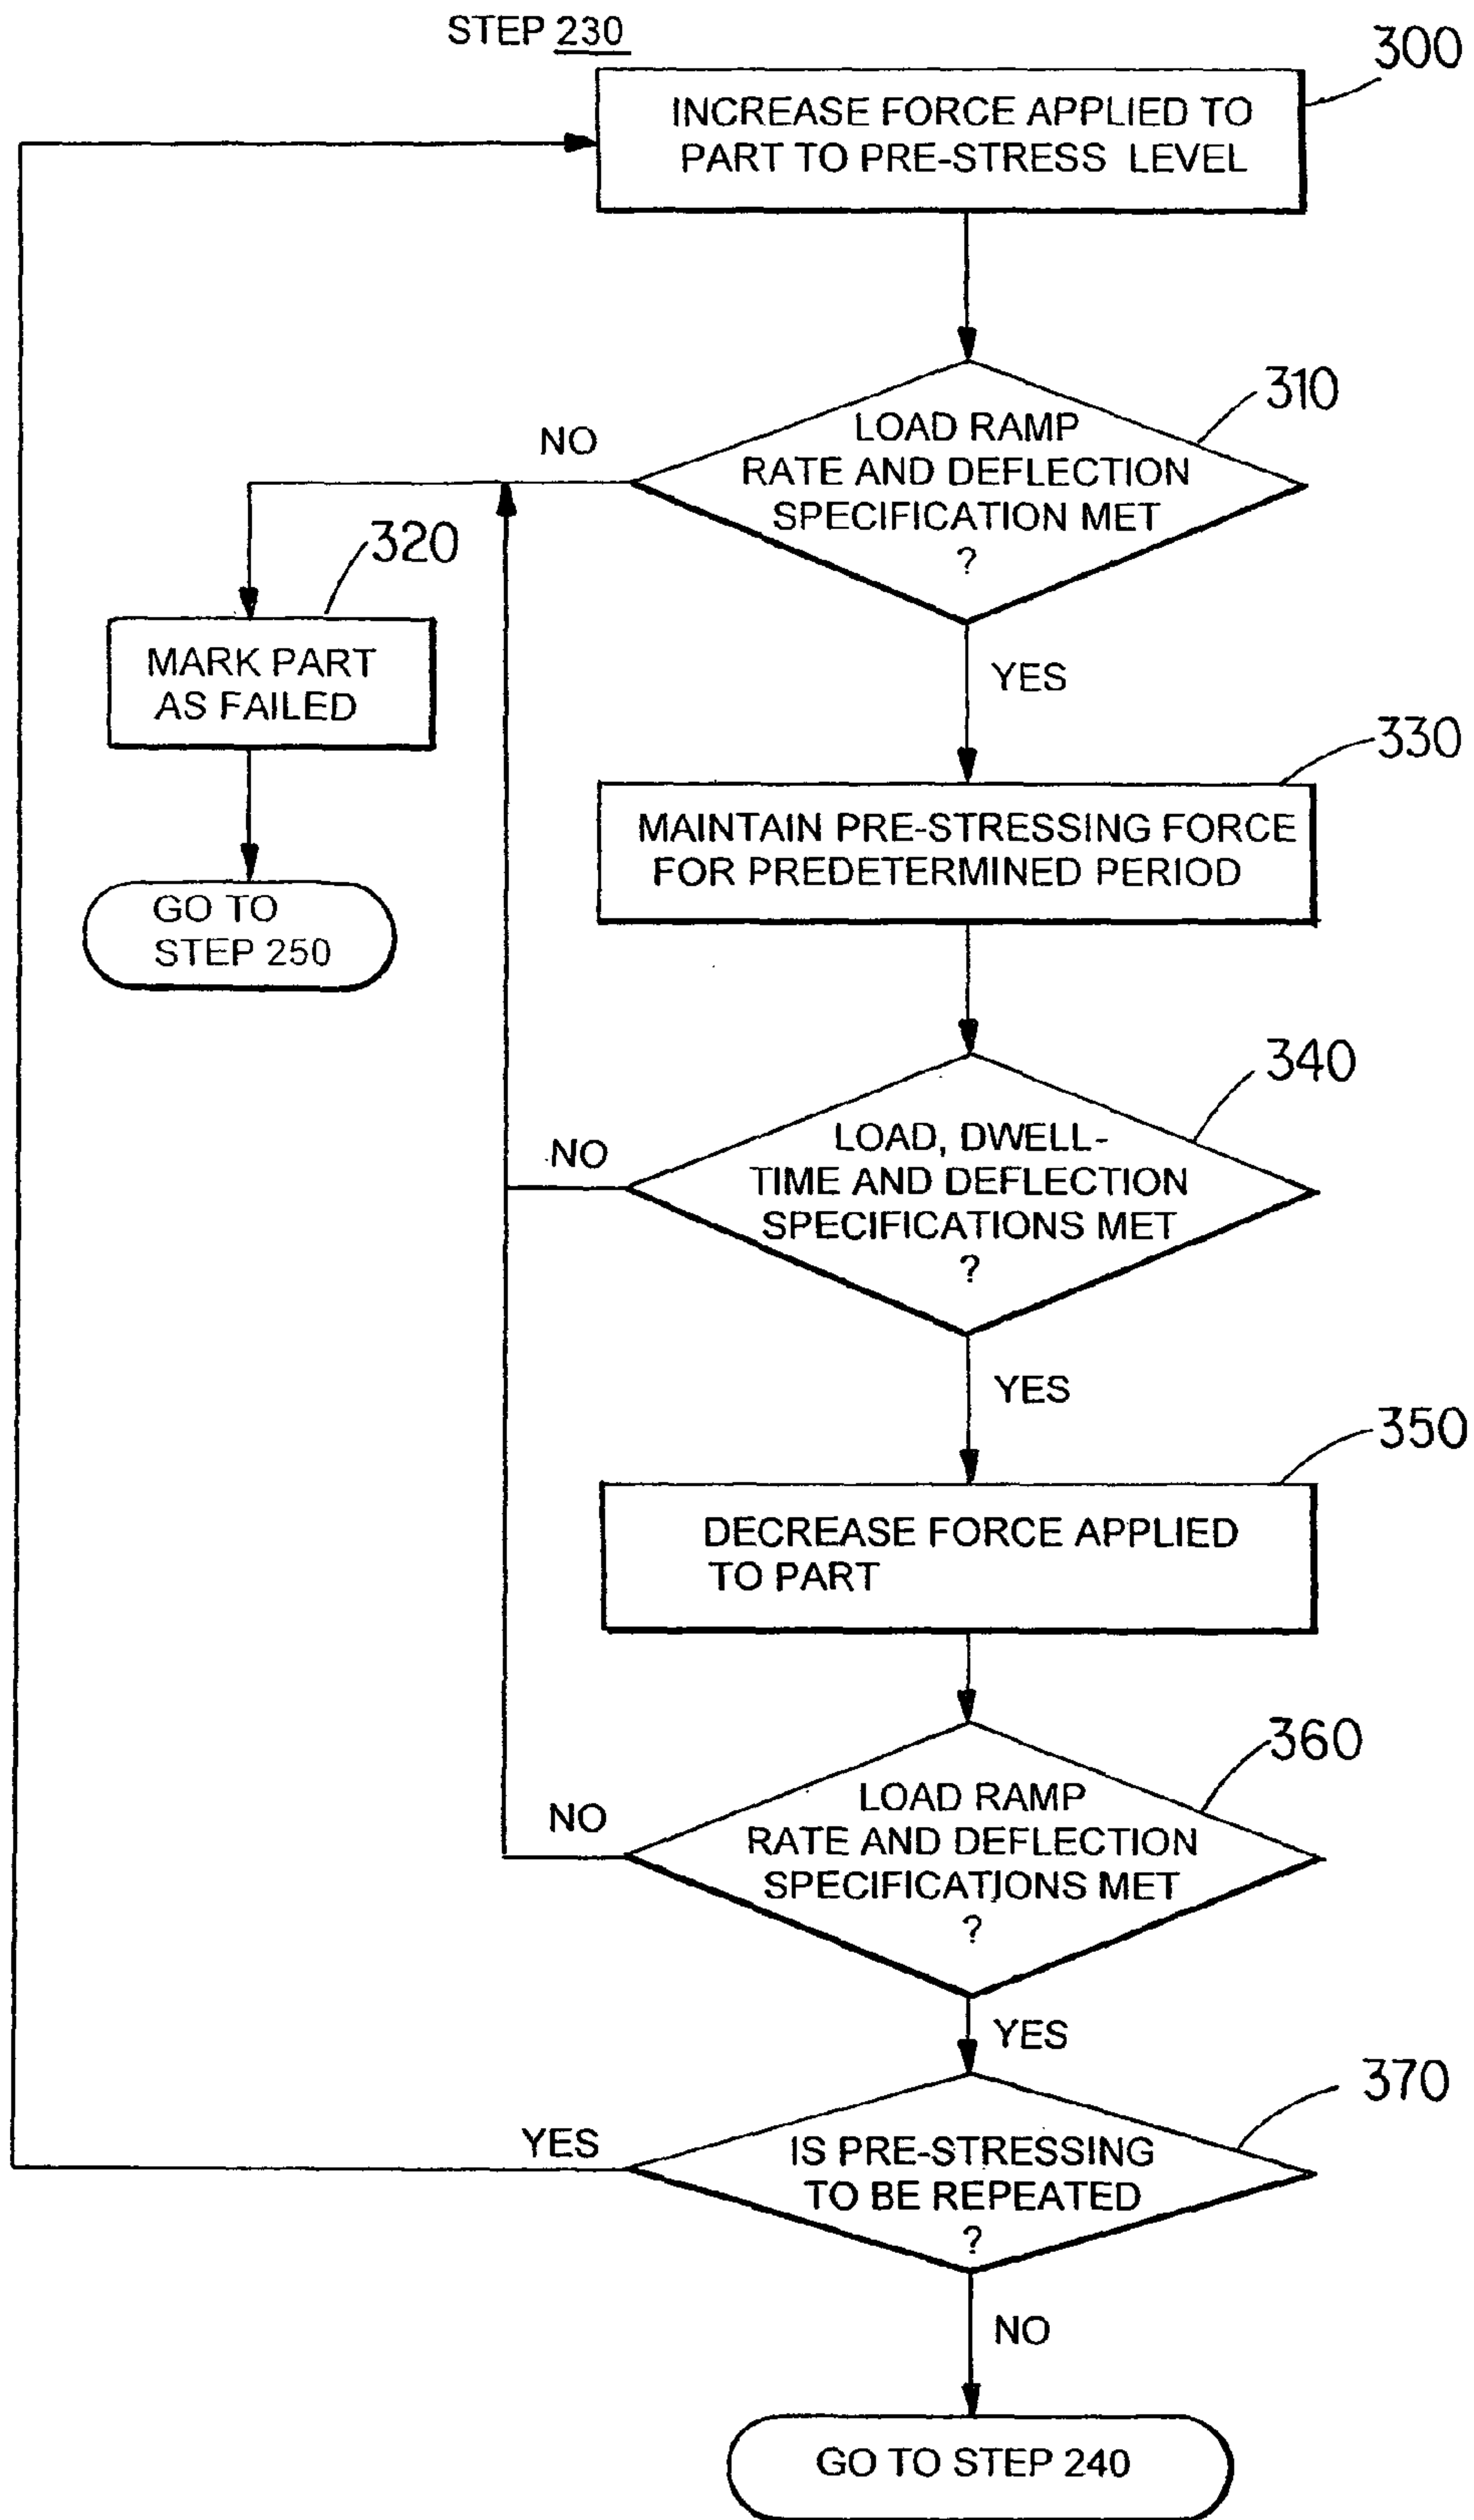 STEP 230
300
INCREASE FORCE APPLIED TO
PART TO PRE-STRESS LEVEL
310
NO
LOAD RAMP
RATE AND DEFLECTION
SPECIFICATION MET
?
320
MARK PART
AS FAILED
YES
330
GO TO
STEP 250
MAINTAIN PRE-STRESSING FORCE
FOR PREDETERMINED PERIOD
340
NO
LOAD, DWELL-
TIME AND DEFLECTION
SPECIFICATIONS MET
?
YES
350
DECREASE FORCE APPLIED
TO PART
360
NO
LOAD RAMP
RATE AND DEFLECTION
SPECIFICATIONS MET
?
YES
370
YES
IS PRE-STRESSING
TO BE REPEATED
?
NO
GO TO STEP 240